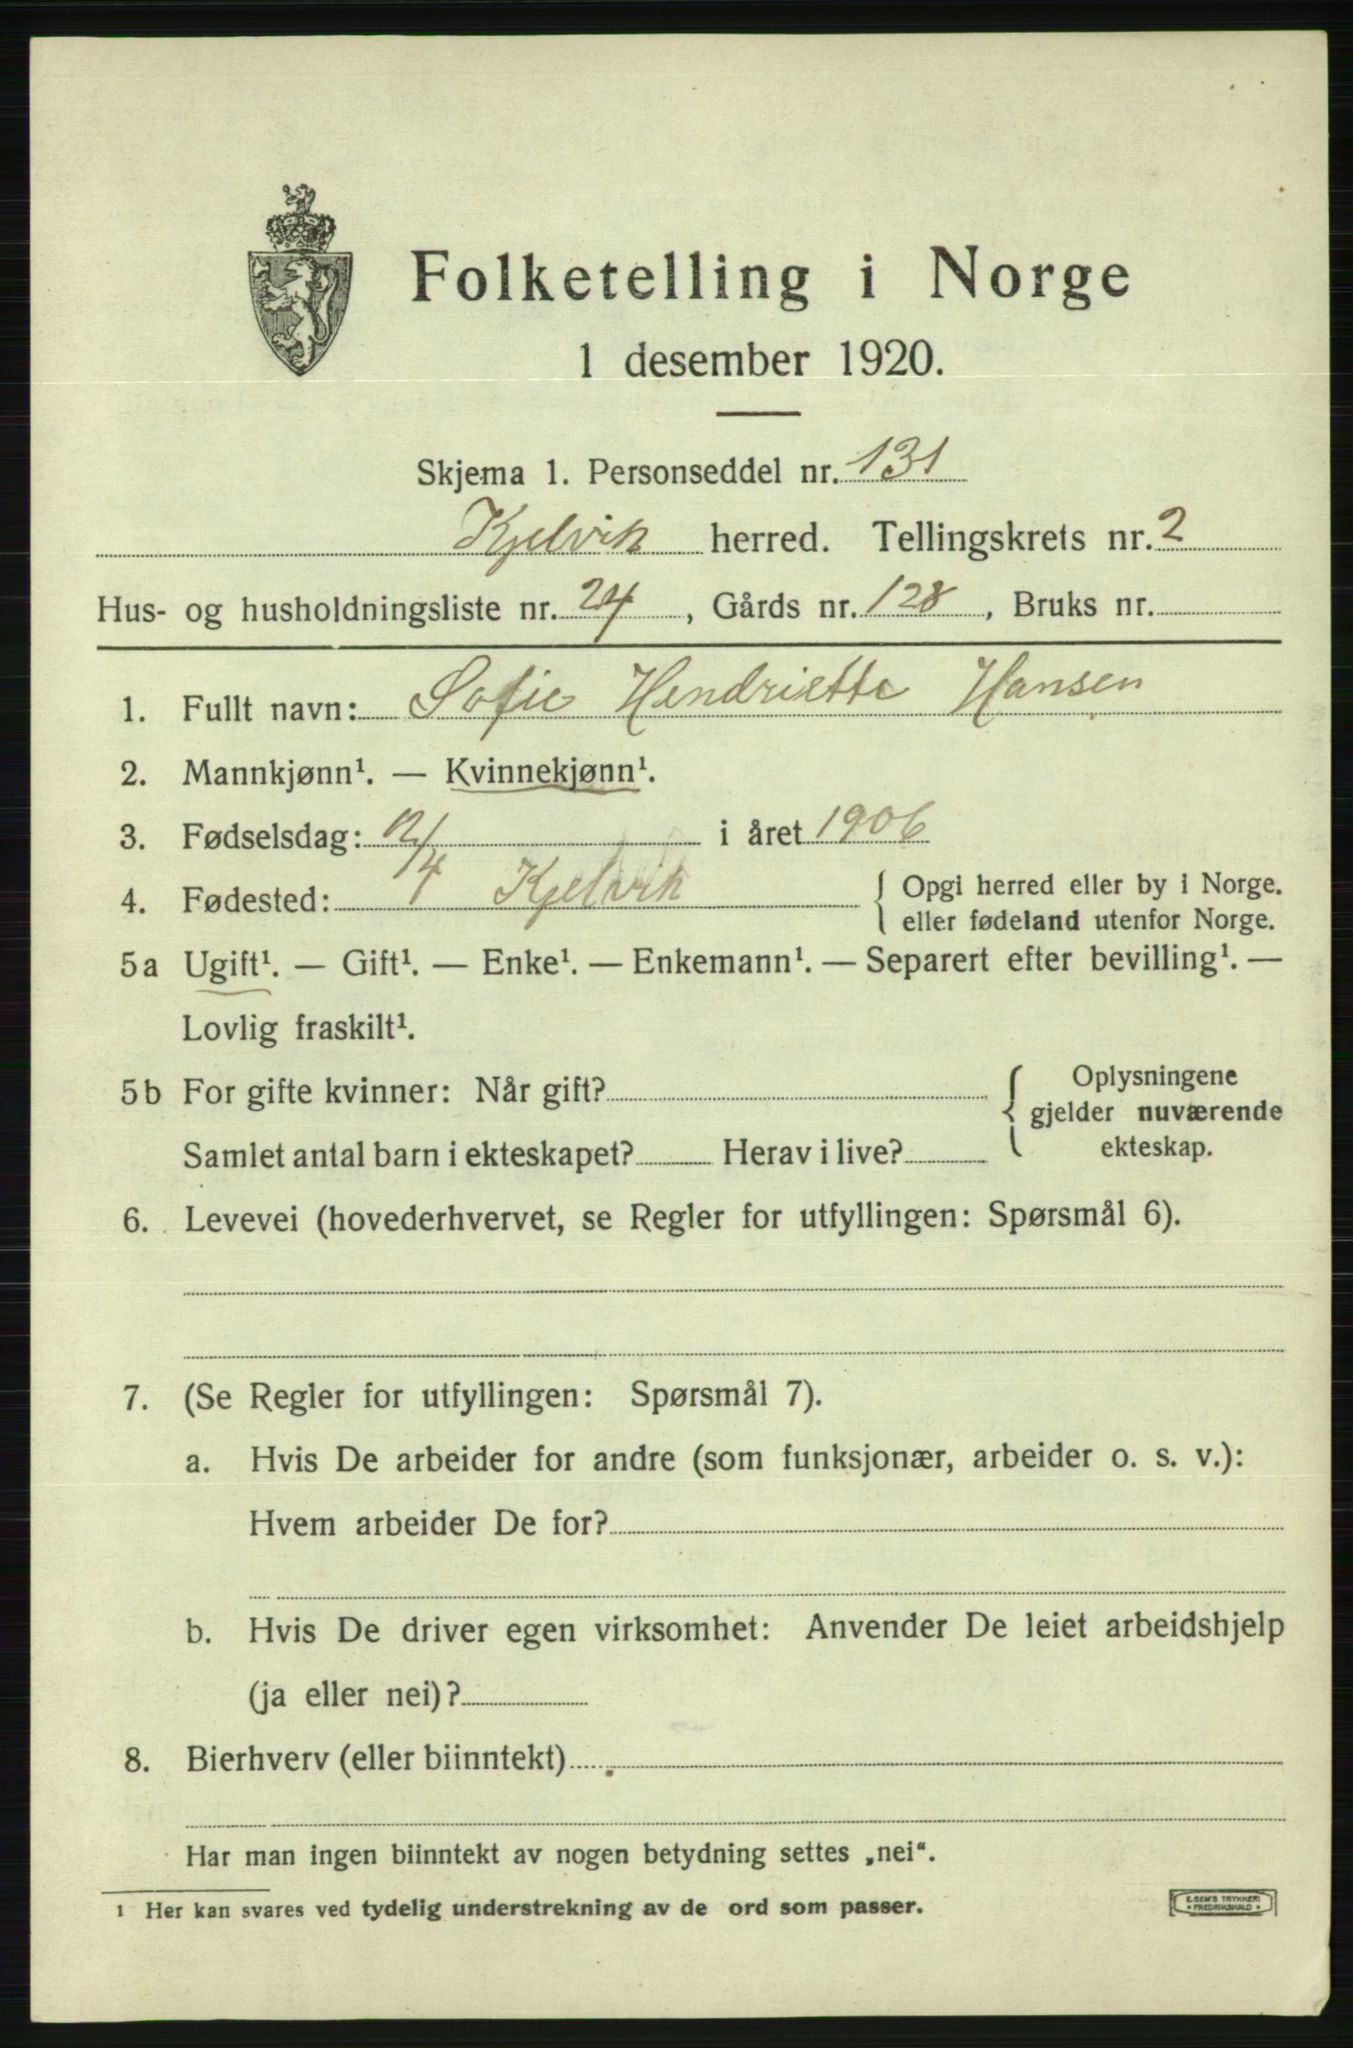 Folketelling i Norge
1 desember 1920.
Skjema 1. Personseddel nr. 131
Kjelvik herred. Tellingskrets nr. 2
Hus- og husholdningsliste nr. 24, Gårds nr. 128, Bruks nr.
1. Fullt navn: Sofie Hendriette Hansen
2. Mannkjønn¹. — Kvinnekjønn¹.
3. Fødselsdag: 12/4 i året 1906
4. Fødested: Kjelvik { Opgi herred eller by i Norge.
eller fødeland utenfor Norge.
5a Ugift¹. — Gift¹. — Enke¹. — Enkemann¹. — Separert efter bevilling¹. —
Lovlig fraskilt¹.
5b For gifte kvinner: Når gift? { Oplysningene
gjelder nuværende
Samlet antal barn i ekteskapet? Herav i live? ekteskap.
6. Levevei (hovederhvervet, se Regler for utfyllingen: Spørsmål 6).
7. (Se Regler for utfyllingen: Spørsmål 7).
a. Hvis De arbeider for andre (som funksjonær, arbeider o. s. v.):
Hvem arbeider De for?
b. Hvis De driver egen virksomhet: Anvender De leiet arbeidshjelp
(ja eller nei)?
8. Bierhverv (eller biinntekt)
Har man ingen biinntekt av nogen betydning settes „nei“.
1 Her kan svares ved tydelig understrekning av de ord som passer.
E. SEM'S TRYKKERI
FREDRIKSHALD